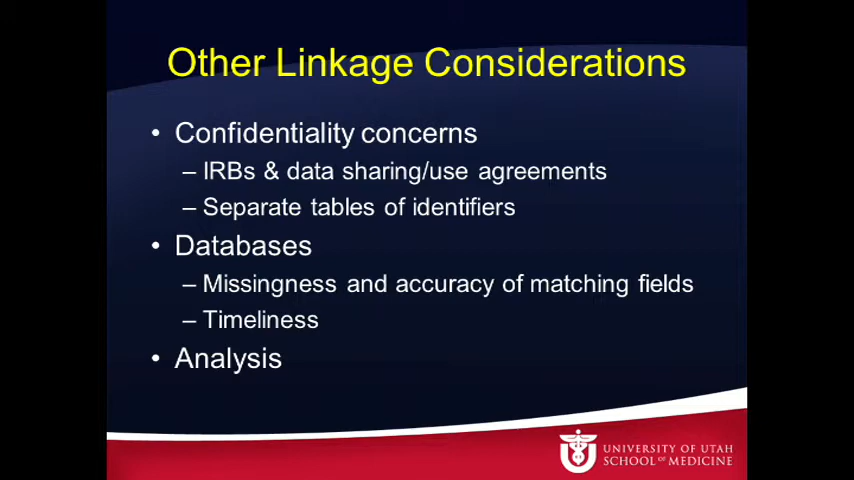 Other Linkage Considerations
• Confidentiality concerns
– IRBs & data sharing/use agreements
– Separate tables of identifiers
• Databases
– Missingness and accuracy of matching fields
– Timeliness
• Analysis
UNIVERSITY OF UTAH
SCHOOL OF MEDICINE